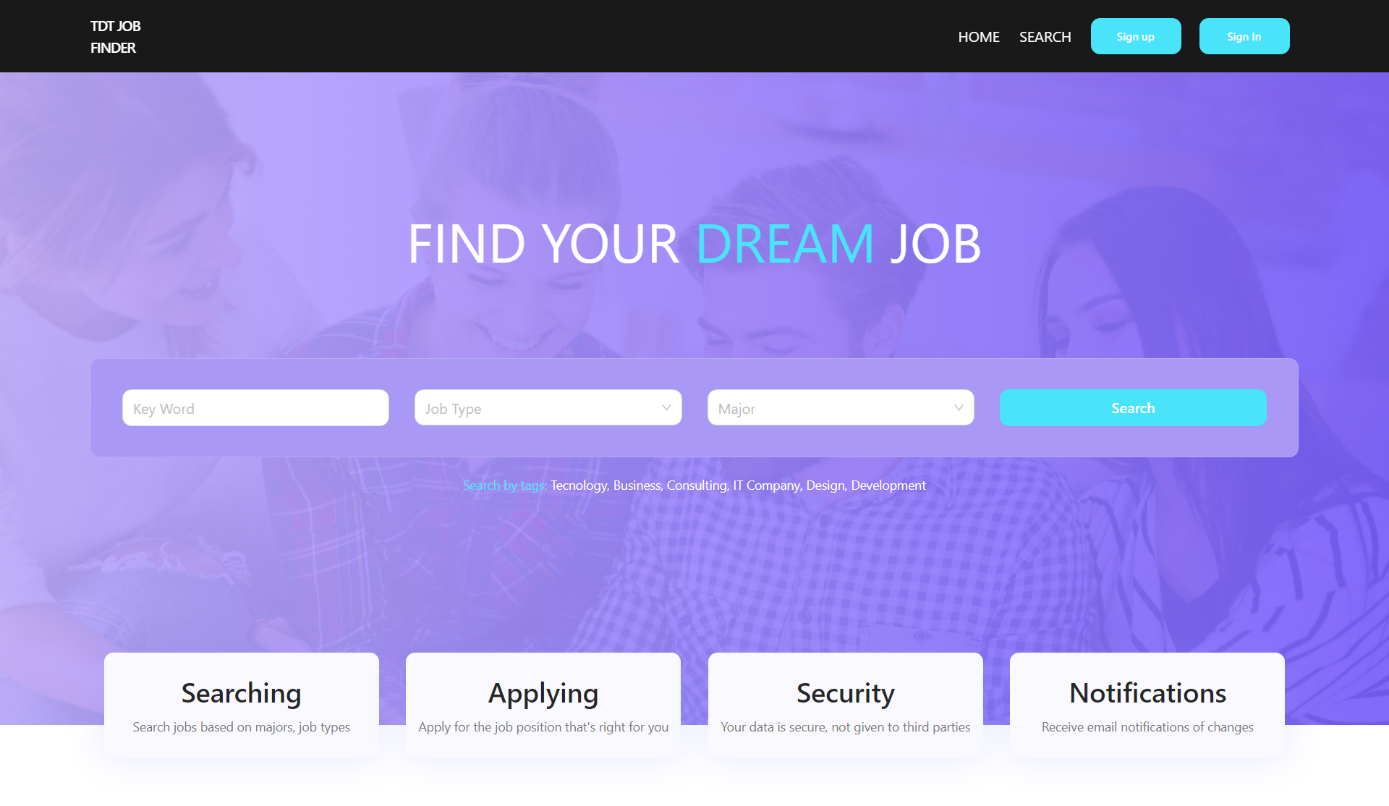 TDT JOB
FINDER
HOME
SEARCH
Sign up
Sign In
FIND YOUR DREAM JOB
Key Word
Job Type
Major
Search
Search by tags: Tecnology, Business, Consulting, IT Company, Design, Development
Searching
Search jobs based on majors, job types
Applying
Apply for the job position that's right for you
Security
Your data is secure, not given to third parties
Notifications
Receive email notifications of changes